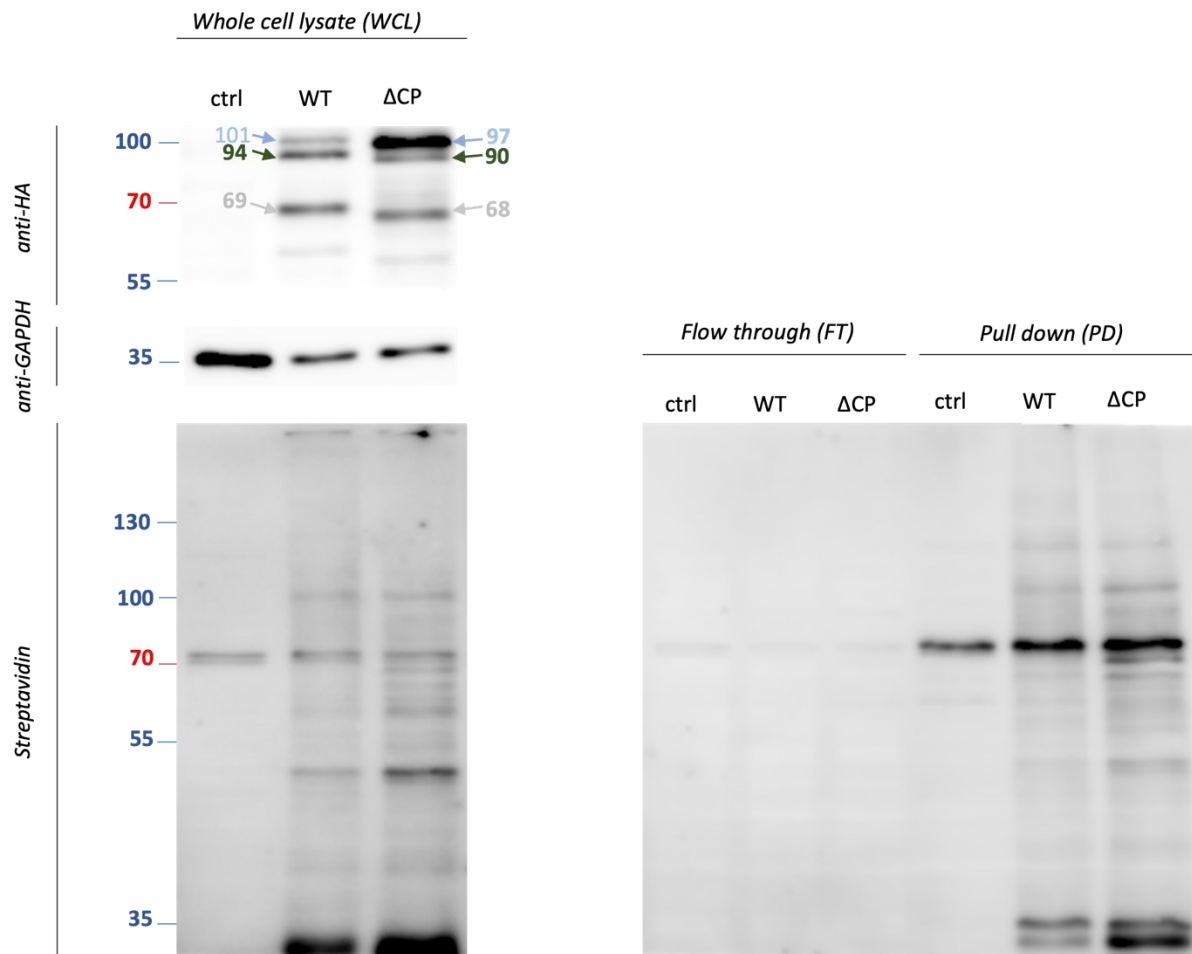 Whole cell lysate (WCL)
ctrl WT ΔCP
anti-HA
100
101
97
94
90
70
69
68
55
anti-GAPDH
35
Flow through (FT) Pull down (PD)
ctrl WT ΔCP ctrl WT ΔCP
Streptavidin
130
100
70
55
35